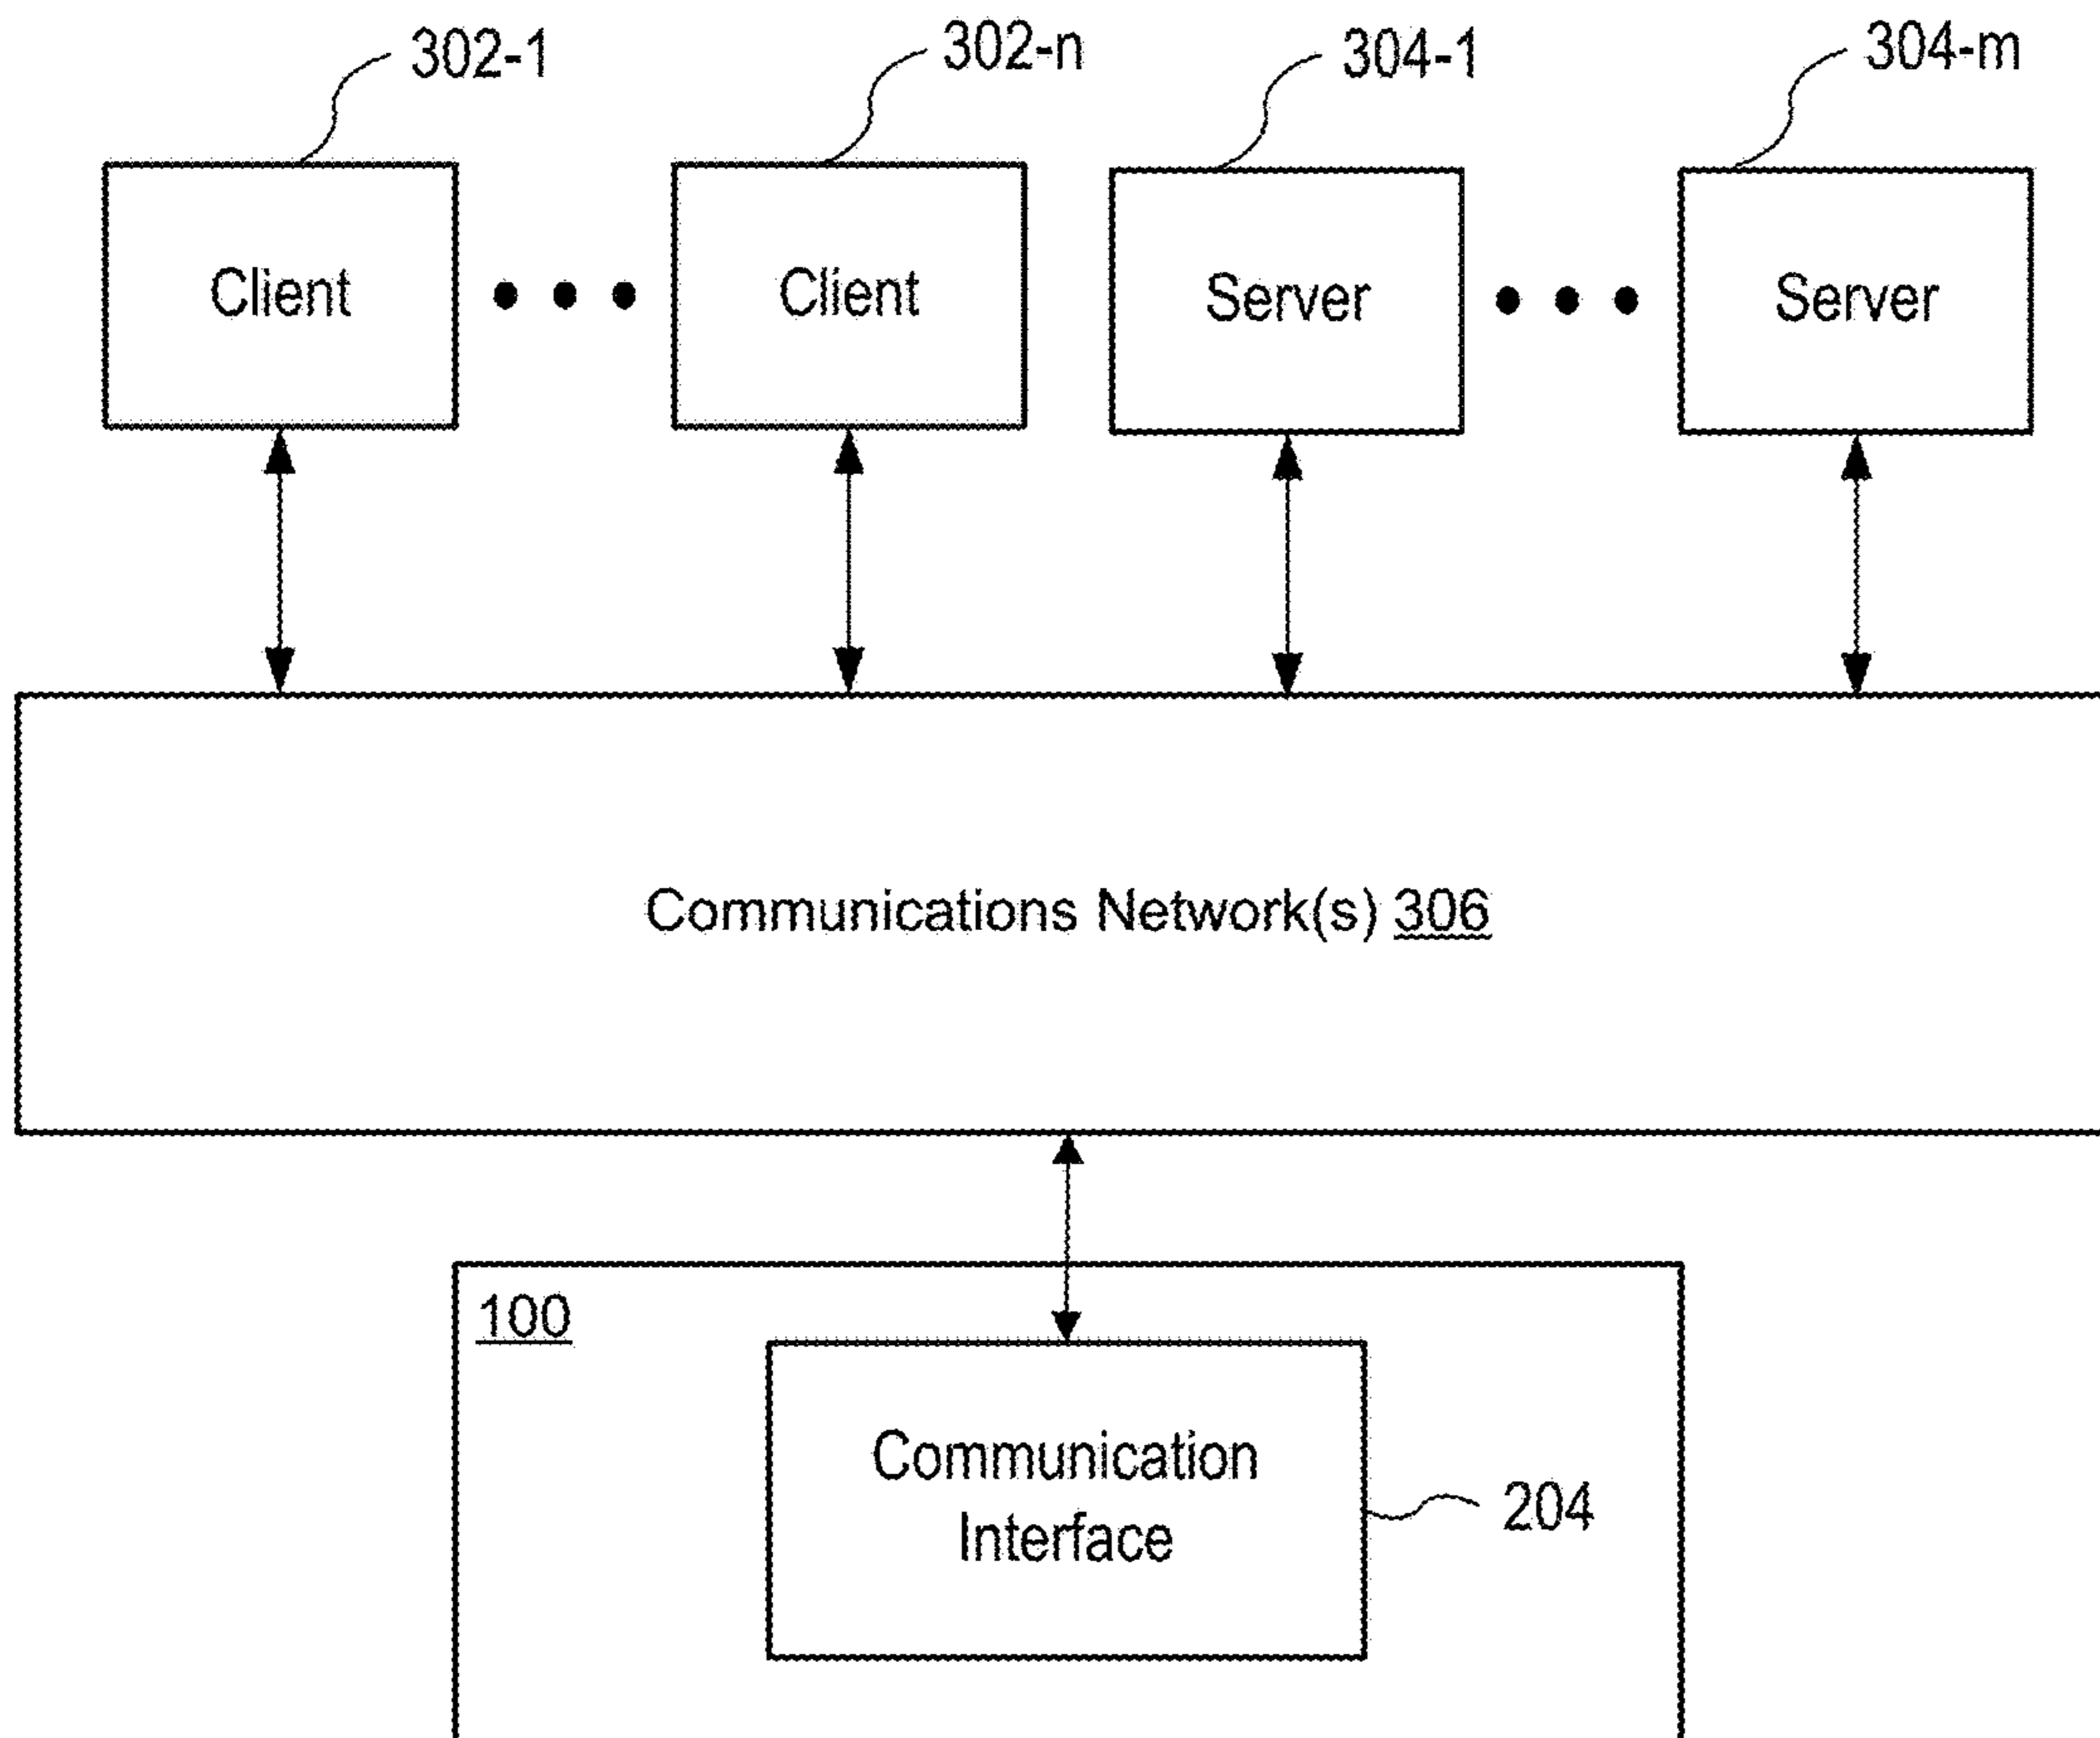 302-1
302-n
304-1
304-m
Client
Client
Server
Server
Communications Network(s) 306
100
Communication
Interface
204